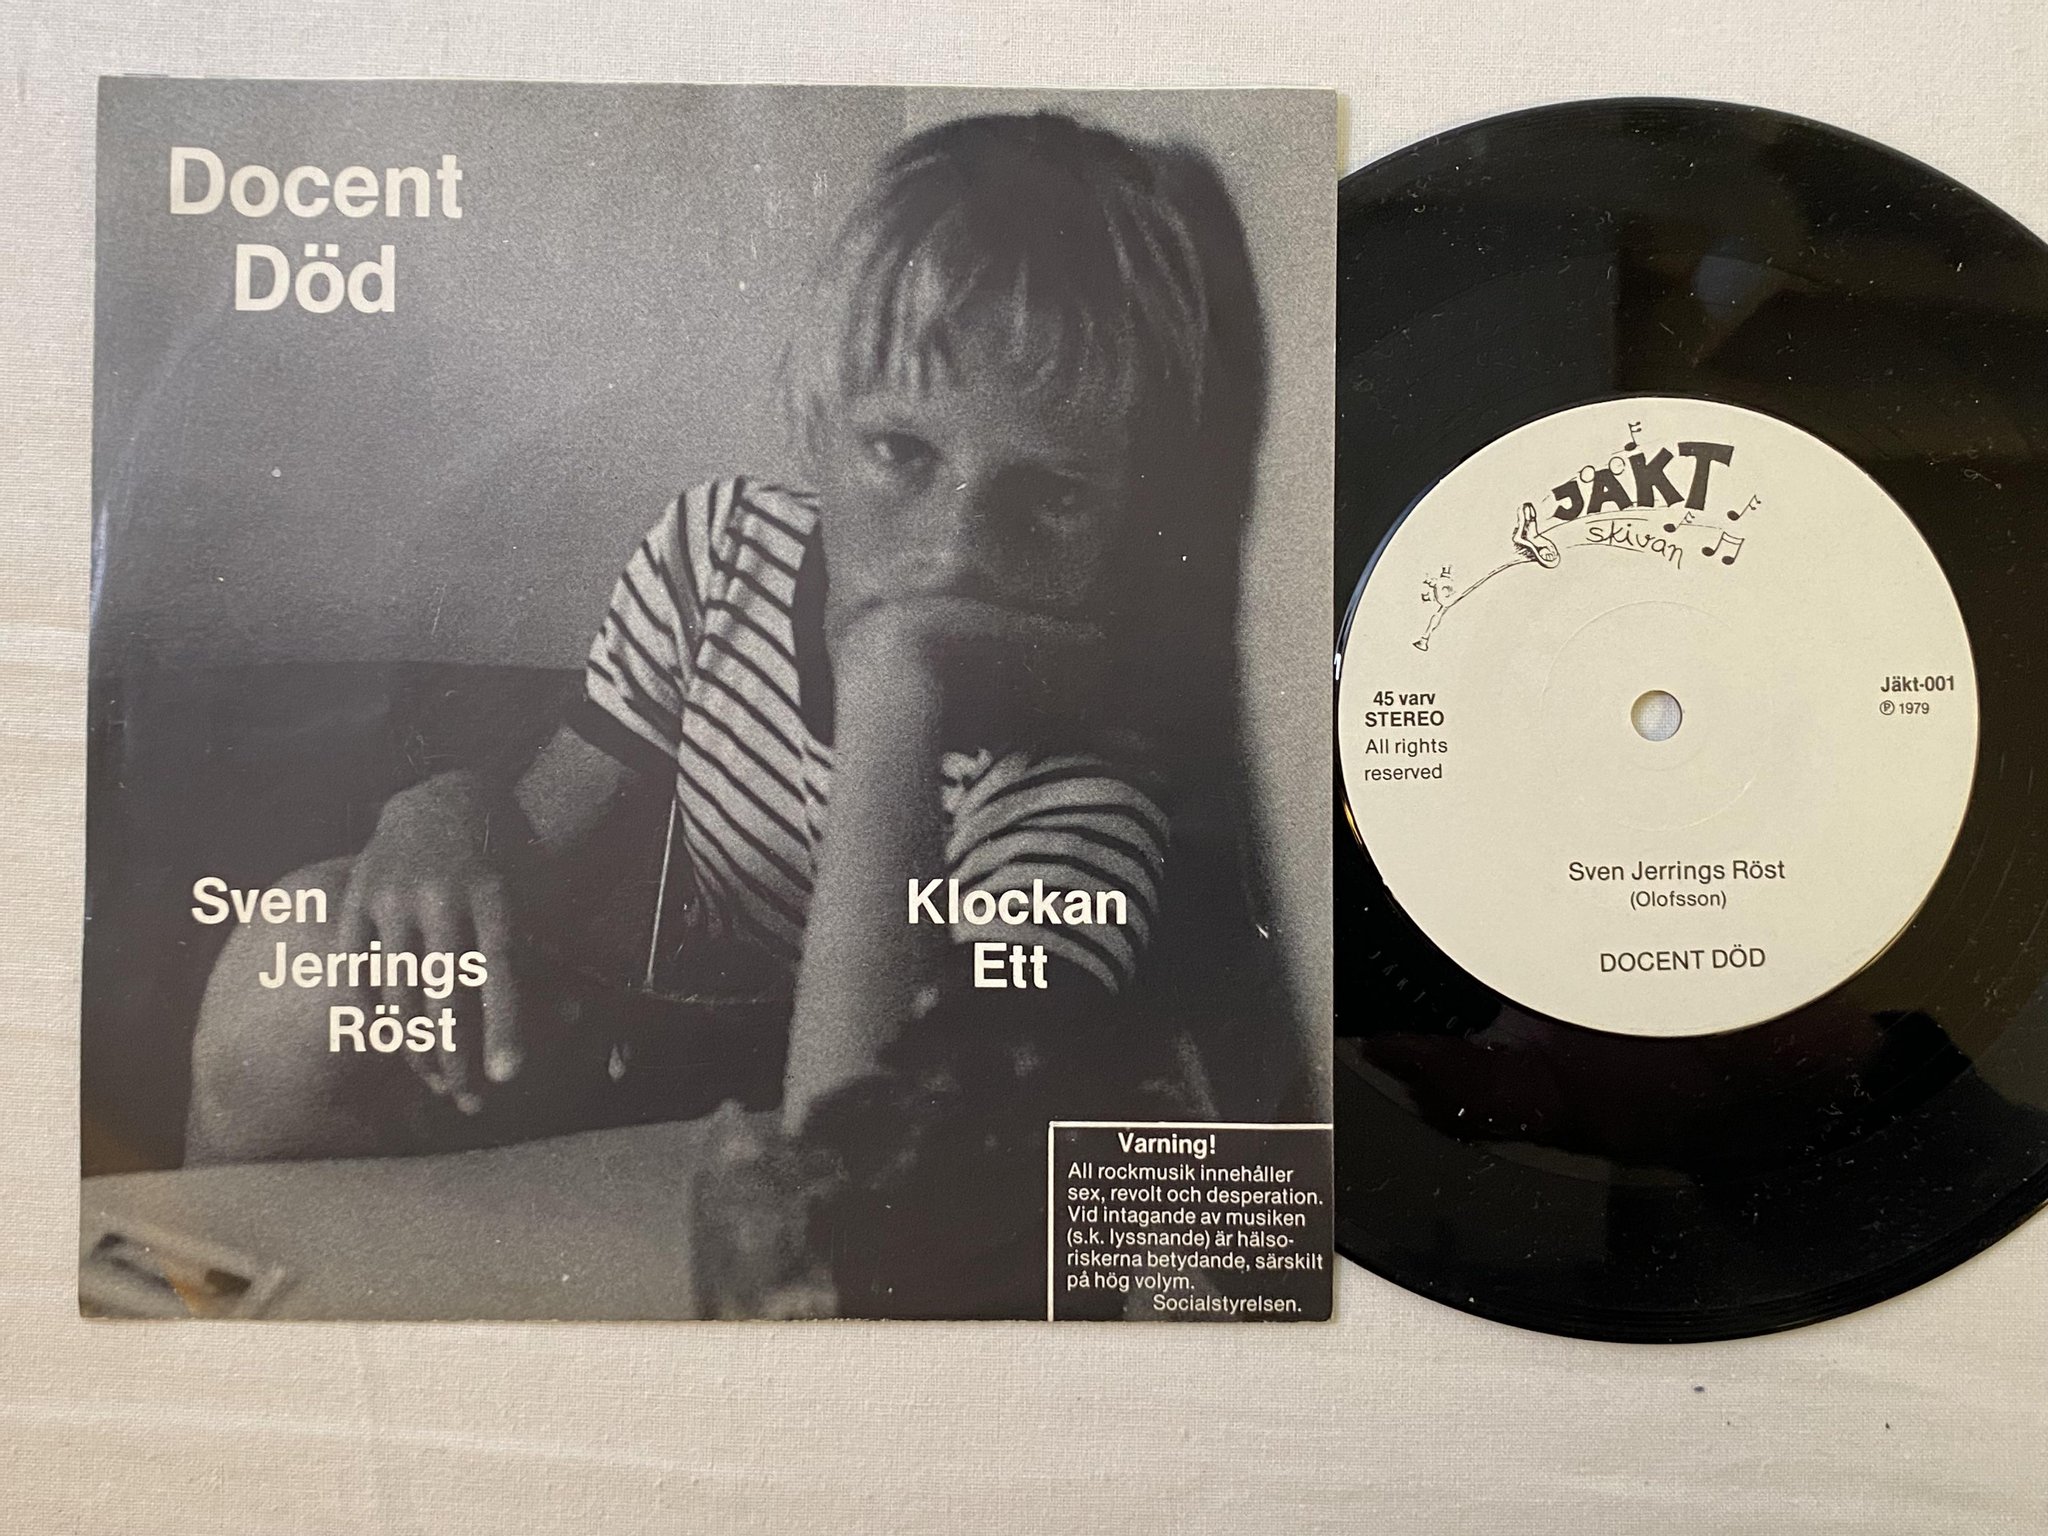 Docent
Död
Sven
Jerrings
Röst
Klockan
Ett
Varning!
All rockmusik innehåller
sex, revolt och desperation.
Vid intagande av musiken
(s.k. lyssnande) är hälso-
riskerna betydande, särskilt
på hög volym.
Socialstyrelsen.
JÄKT
skivan
45 varv
STEREO
All rights
reserved
Jäkt-001
Ⓟ 1979
Sven Jerrings Röst
(Olofsson)
DOCENT DÖD